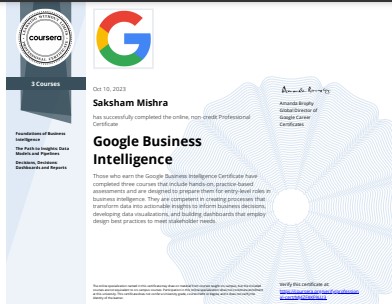 LEARNING WITHOUT LIMITS
coursera
3 Courses
Foundations of Business
Intelligence
The Path to Insights: Data
Models and Pipelines
Decisions, Decisions:
Dashboards and Reports
Oct 10, 2023
Saksham Mishra
has successfully completed the online, non-credit Professional
Certificate
Google Business
Intelligence
Those who earn the Google Business Intelligence Certificate have
completed three courses that include hands-on, practice-based
assessments and are designed to prepare them for entry-level roles in
business intelligence. They are competent in creating processes that
transform data into actionable insights to inform business decisions,
developing data visualizations, and building dashboards that employ
design best practices to meet stakeholder needs.
Amanda Brophy
Amanda Brophy
Global Director of
Google Career
Certificates
Verify this certificate at: